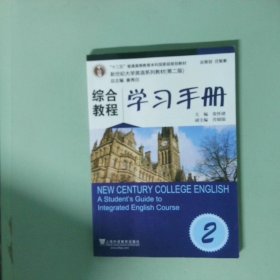 "十二五"普通高等教育本科国家级规划教材
新世纪大学英语系列教材(第二版)
综合
教程
学习手册
NEW CENTURY COLLEGE ENGLISH
A Student's Guide to
Integrated English Course
2
上海外语教育出版社